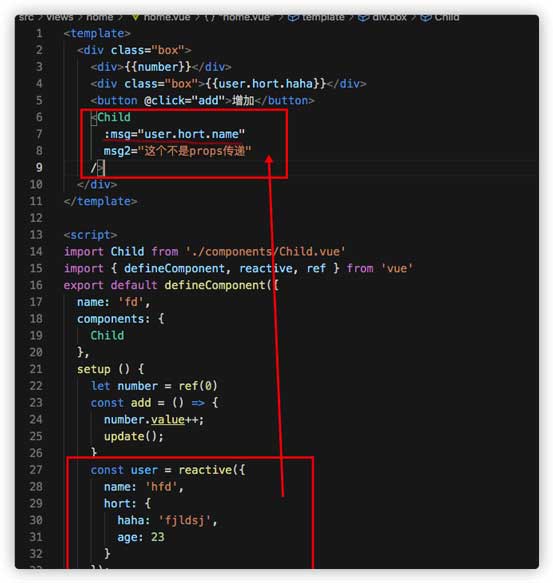 src > views > home > home.vue > {} "home.vue" > template > div.box > Child
1 <template>
2 <div class="box">
3 <div>{{number}}</div>
4 <div class="box">{{user.hort.haha}}</div>
5 <button @click="add">增加</button>
6 <Child
7 :msg="user.hort.name"
8 msg2="这个不是props传递"
9 />
10 </div>
11 </template>
12
13 <script>
14 import Child from './components/Child.vue'
15 import { defineComponent, reactive, ref } from 'vue'
16 export default defineComponent({
17 name: 'fd',
18 components: {
19 Child
20 },
21 setup () {
22 let number = ref(0)
23 const add = () => {
24 number.value++;
25 update();
26 }
27 const user = reactive({
28 name: 'hfd',
29 hort: {
30 haha: 'fjldsj',
31 age: 23
32 }
33 });